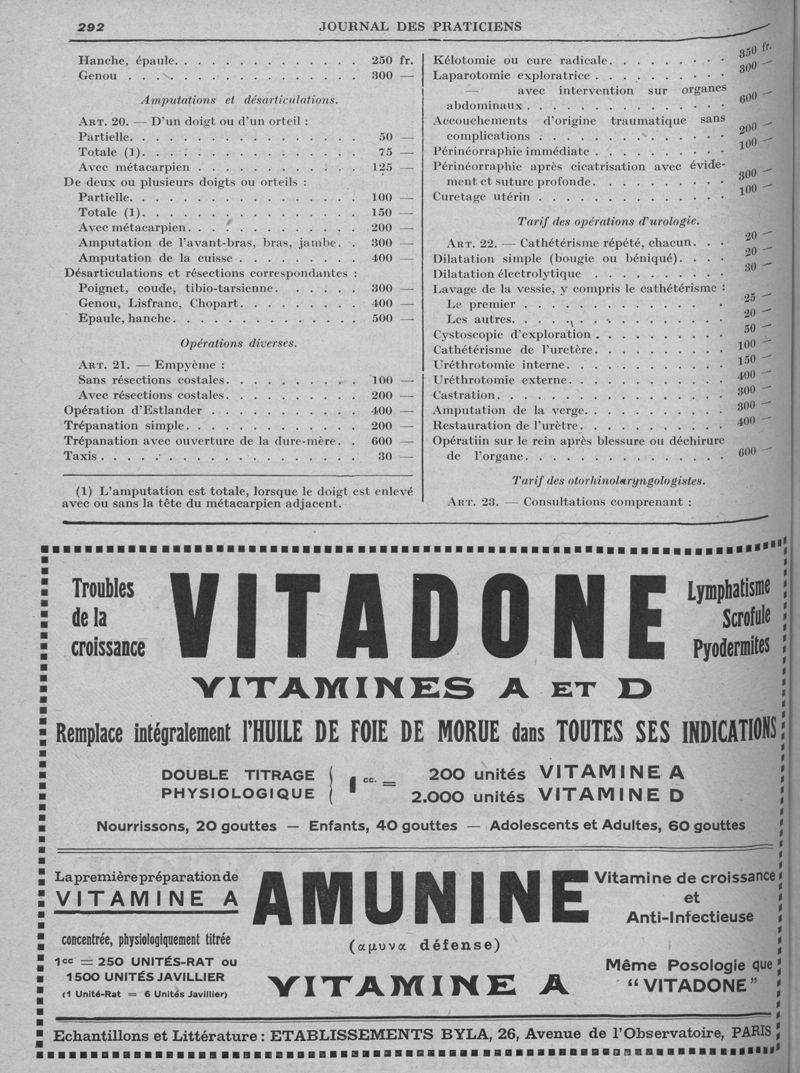 292
JOURNAL DES PRATICIENS
Hanche, épaule. . . . . . . . . . . . . . 250 fr.
Genou . . . . . . . . . . . . . . . . . . 300 —
Amputations et désarticulations.
ART. 20. — D'un doigt ou d'un orteil :
Partielle. . . . . . . . . . . . . . . . . . 50 —
Totale (1). . . . . . . . . . . . . . . . . 75 —
Avec métacarpien . . . . . . . . . . . . . 125 —
De deux ou plusieurs doigts ou orteils :
Partielle. . . . . . . . . . . . . . . . . . 100 —
Totale (1). . . . . . . . . . . . . . . . . 150 —
Avec métacarpien. . . . . . . . . . . . . 200 —
Amputation de l'avant-bras, bras, jambe. . 300 —
Amputation de la cuisse . . . . . . . . . . 400 —
Désarticulations et résections correspondantes :
Poignet, coude, tibio-tarsienne. . . . . . 300 —
Genou, Lisfranc, Chopart. . . . . . . . . 400 —
Epaule, hanche. . . . . . . . . . . . . . 500 —
Opérations diverses.
ART. 21. — Empyème :
Sans résections costales. . . . . . . . . . 100 —
Avec résections costales. . . . . . . . . . 200 —
Opération d'Estlander . . . . . . . . . . . 400 —
Trépanation simple. . . . . . . . . . . . . 200 —
Trépanation avec ouverture de la dure-mère. . 600 —
Taxis . . . . . . . . . . . . . . . . . . . 30 —
(1) L'amputation est totale, lorsque le doigt est enlevé
avec ou sans la tête du métacarpien adjacent.
Kélotomie ou cure radicale. . . . . . . . . 350 fr.
Laparotomie exploratrice . . . . . . . . . . 300 —
— avec intervention sur organes
abdominaux . . . . . . . . . . . . . . . 600 —
Accouchements d'origine traumatique sans
complications . . . . . . . . . . . . . . 200 —
Périnéorraphie immédiate . . . . . . . . . . 100 —
Périnéorraphie après cicatrisation avec évide-
ment et suture profonde. . . . . . . . . . 300 —
Curetage utérin . . . . . . . . . . . . . . 100 —
Tarif des opérations d'urologie.
ART. 22. — Cathétérisme répété, chacun. . . 20 —
Dilatation simple (bougie ou béniqué). . . . 20 —
Dilatation électrolytique . . . . . . . . . . 30 —
Lavage de la vessie, y compris le cathétérisme :
Le premier . . . . . . . . . . . . . . . 25 —
Les autres. . . . . . . . . . . . . . . . 20 —
Cystoscopie d'exploration . . . . . . . . . . 50 —
Cathétérisme de l'uretère. . . . . . . . . . 100 —
Uréthrotomie interne. . . . . . . . . . . . 150 —
Uréthrotomie externe. . . . . . . . . . . . 400 —
Castration. . . . . . . . . . . . . . . . . 300 —
Amputation de la verge. . . . . . . . . . . 300 —
Restauration de l'urètre. . . . . . . . . . . 400 —
Opératiin sur le rein après blessure ou déchirure
de l'organe. . . . . . . . . . . . . . . . 600 —
Tarif des otorhinolaryngologistes.
ART. 23. — Consultations comprenant :
Troubles
de la
croissance
VITADONE
Lymphatisme
Scrofule
Pyodermites
VITAMINES A ET D
Remplace intégralement l'HUILE DE FOIE DE MORUE dans TOUTES SES INDICATIONS
DOUBLE TITRAGE
PHYSIOLOGIQUE
1 cc. =
200 unités VITAMINE A
2.000 unités VITAMINE D
Nourrissons, 20 gouttes — Enfants, 40 gouttes — Adolescents et Adultes, 60 gouttes
La première préparation de
VITAMINE A
concentrée, physiologiquement titrée
1cc = 250 UNITÉS-RAT ou
1500 UNITÉS JAVILLIER
(1 Unité-Rat = 6 Unités Javillier)
AMUNINE
(αμυνα défense)
VITAMINE A
Vitamine de croissance
et
Anti-Infectieuse
Même Posologie que
"VITADONE"
Echantillons et Littérature : ETABLISSEMENTS BYLA, 26, Avenue de l'Observatoire, PARIS